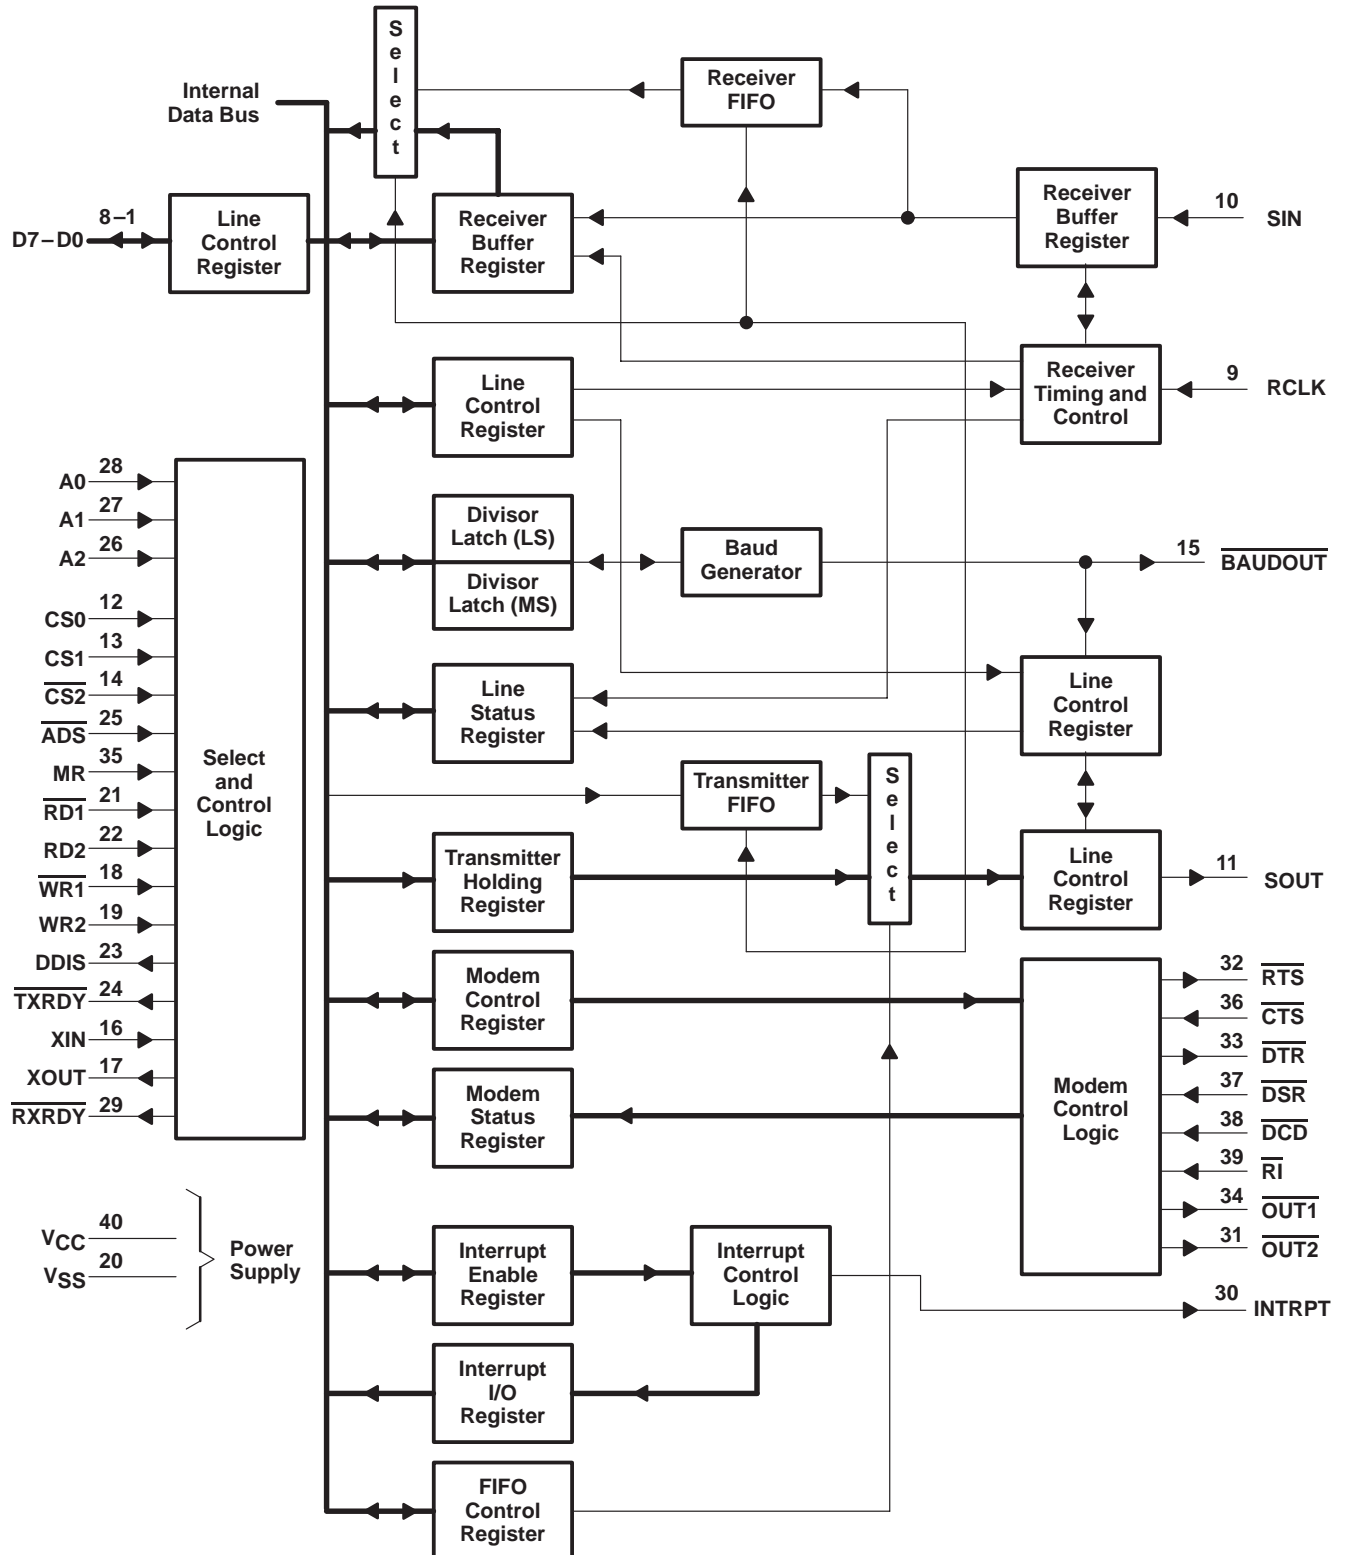 S
e
l
e
c
t
Internal
Data Bus
Receiver
FIFO
8–1
D7–D0
Line
Control
Register
Receiver
Buffer
Register
Receiver
Buffer
Register
10
SIN
Line
Control
Register
Receiver
Timing and
Control
9
RCLK
A0
28
A1
27
A2
26
CS0
12
CS1
13
CS2
14
ADS
25
MR
35
RD1
21
RD2
22
WR1
18
WR2
19
DDIS
23
TXRDY
24
XIN
16
XOUT
17
RXRDY
29
Select
and
Control
Logic
Divisor
Latch (LS)
Divisor
Latch (MS)
Baud
Generator
15
BAUDOUT
Line
Status
Register
Line
Control
Register
Transmitter
FIFO
S
e
l
e
c
t
Transmitter
Holding
Register
Line
Control
Register
11
SOUT
Modem
Control
Register
Modem
Status
Register
Modem
Control
Logic
32
RTS
36
CTS
33
DTR
37
DSR
38
DCD
39
RI
34
OUT1
31
OUT2
VCC
40
VSS
20
Power
Supply
Interrupt
Enable
Register
Interrupt
Control
Logic
30
INTRPT
Interrupt
I/O
Register
FIFO
Control
Register